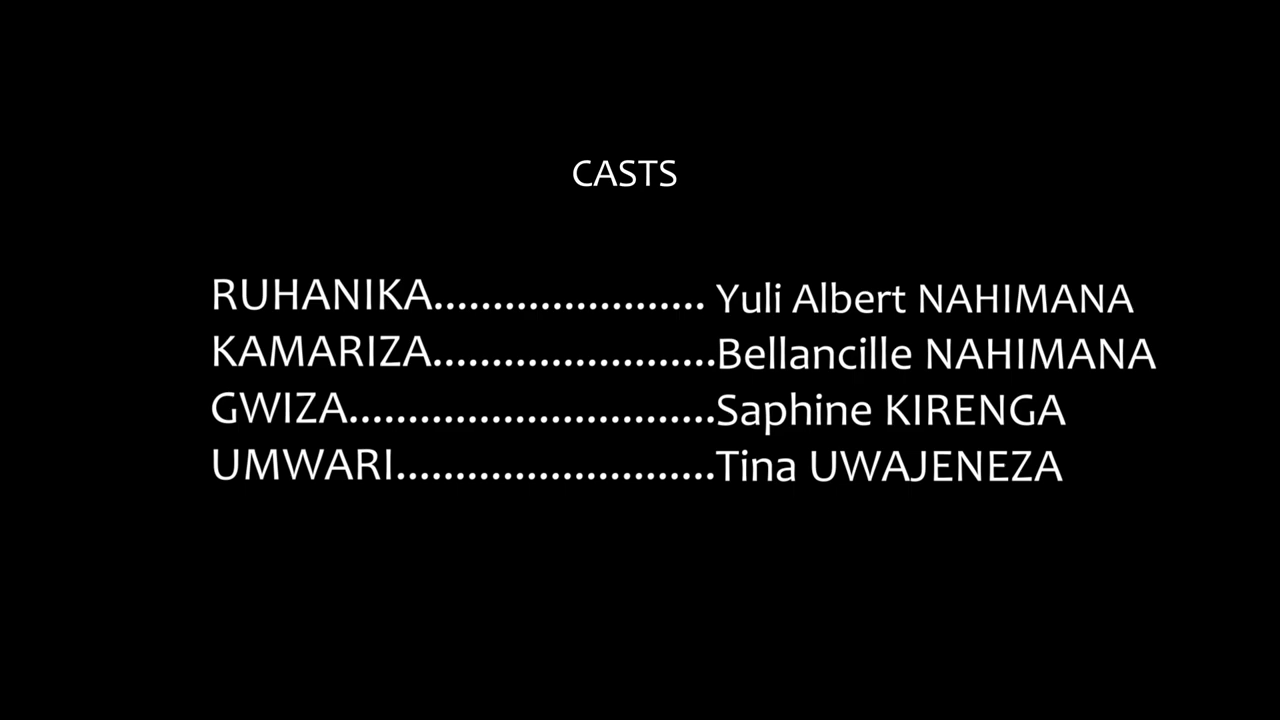 CASTS
RUHANIKA....................... Yuli Albert NAHIMANA
KAMARIZA........................Bellancille NAHIMANA
GWIZA...............................Saphine KIRENGA
UMWARI...........................Tina UWAJENEZA